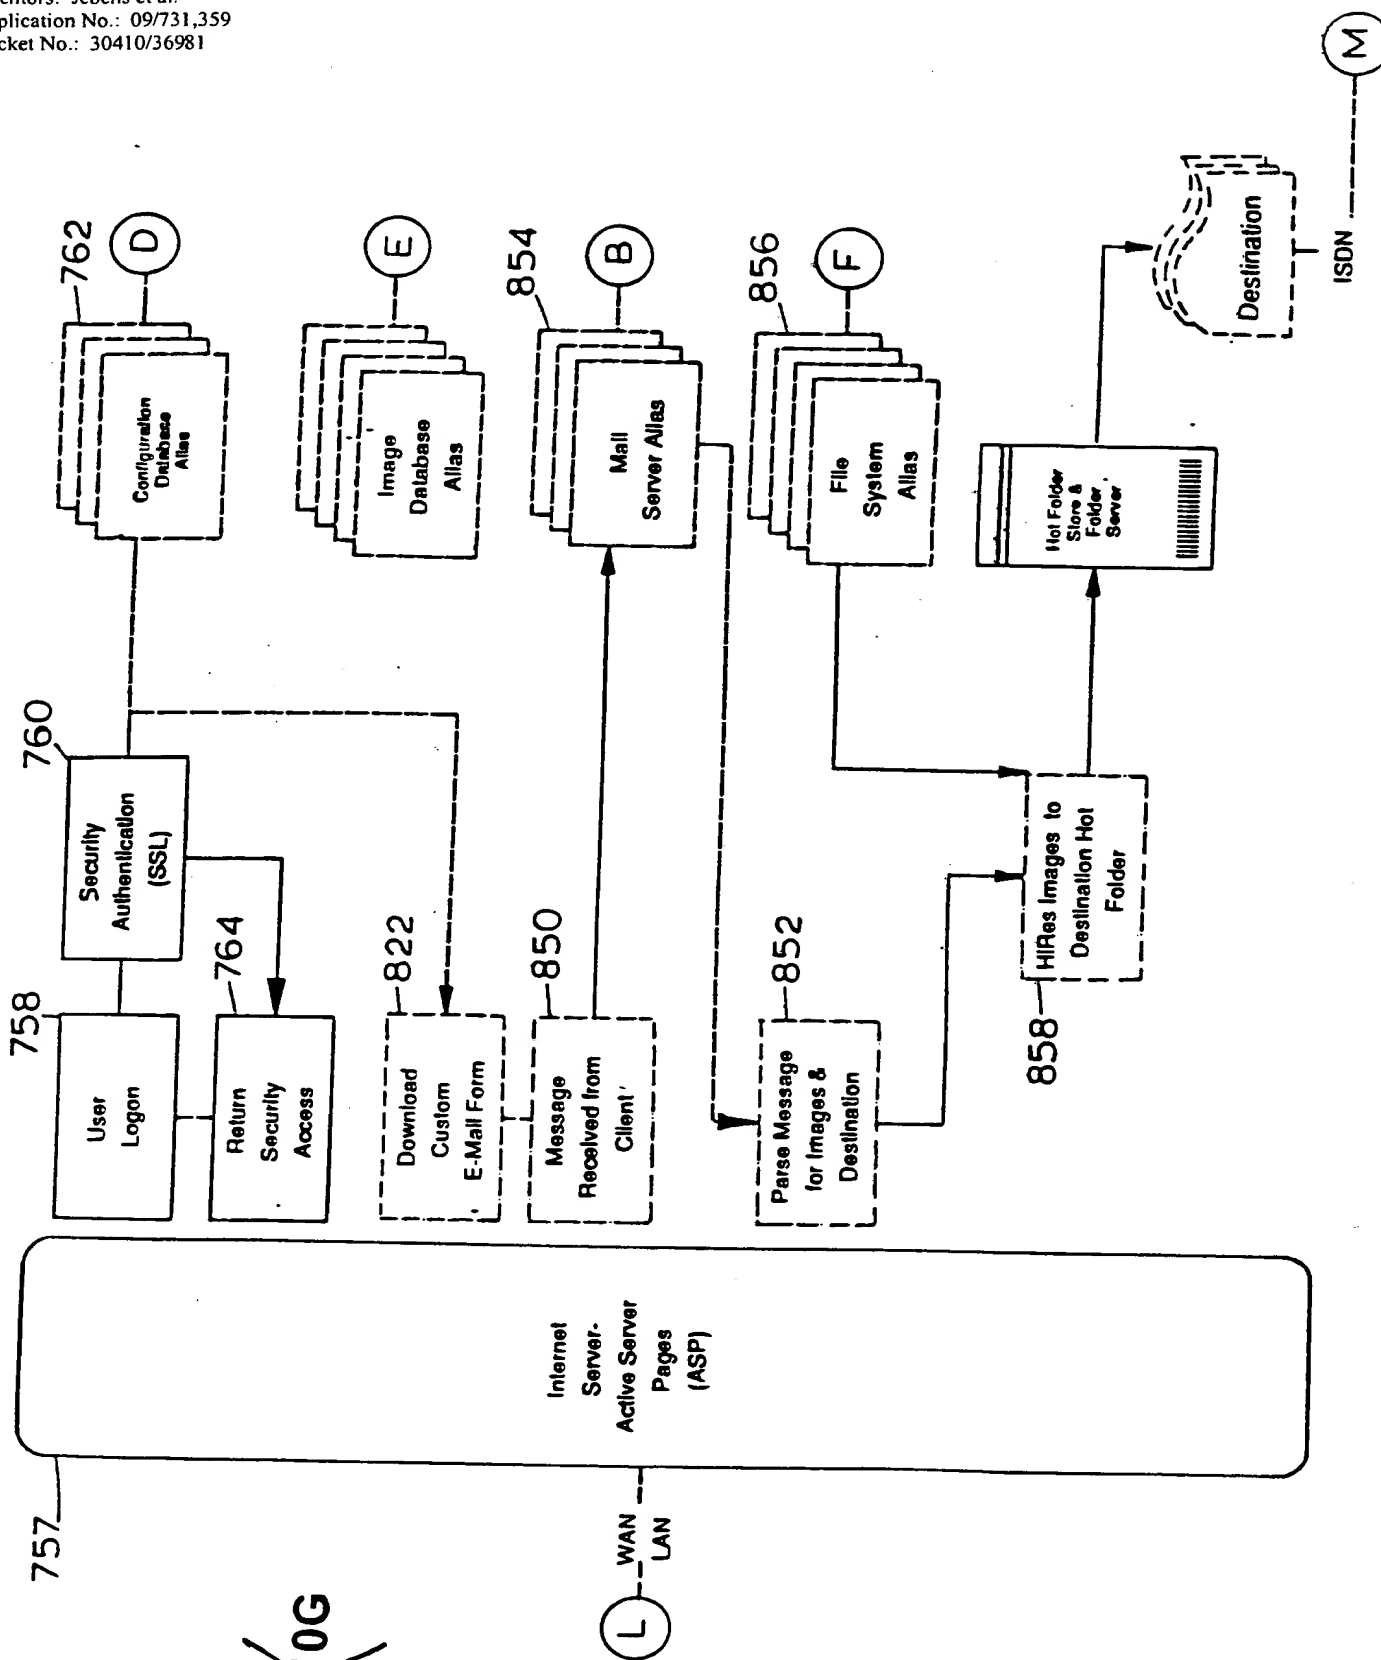 plication No.: 09/731,359
cket No.: 30410/36981
757
Internet
Server-
Active Server
Pages
(ASP)
L
WAN
LAN
0G
758
User
Logon
760
Security
Authentication
(SSL)
762
Configuration
Database
Alias
D
764
Return
Security
Access
Image
Database
Alias
E
822
Download
Custom
E-Mail Form
850
Message
Received from
Client
854
Mail
Server Alias
B
852
Parse Message
for Images &
Destination
856
File
System
Alias
F
858
HiRes Images to
Destination Hot
Folder
Hot Folder
Store &
Folder
Server
Destination
ISDN
M